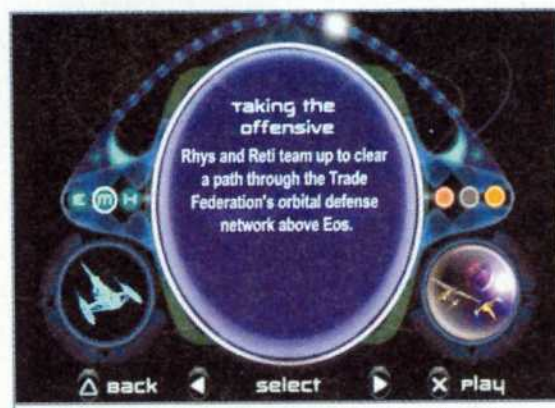 Taking the
offensive
Rhys and Reti team up to clear
a path through the Trade
Federation's orbital defense
network above Eos.
E M H
Back select Play